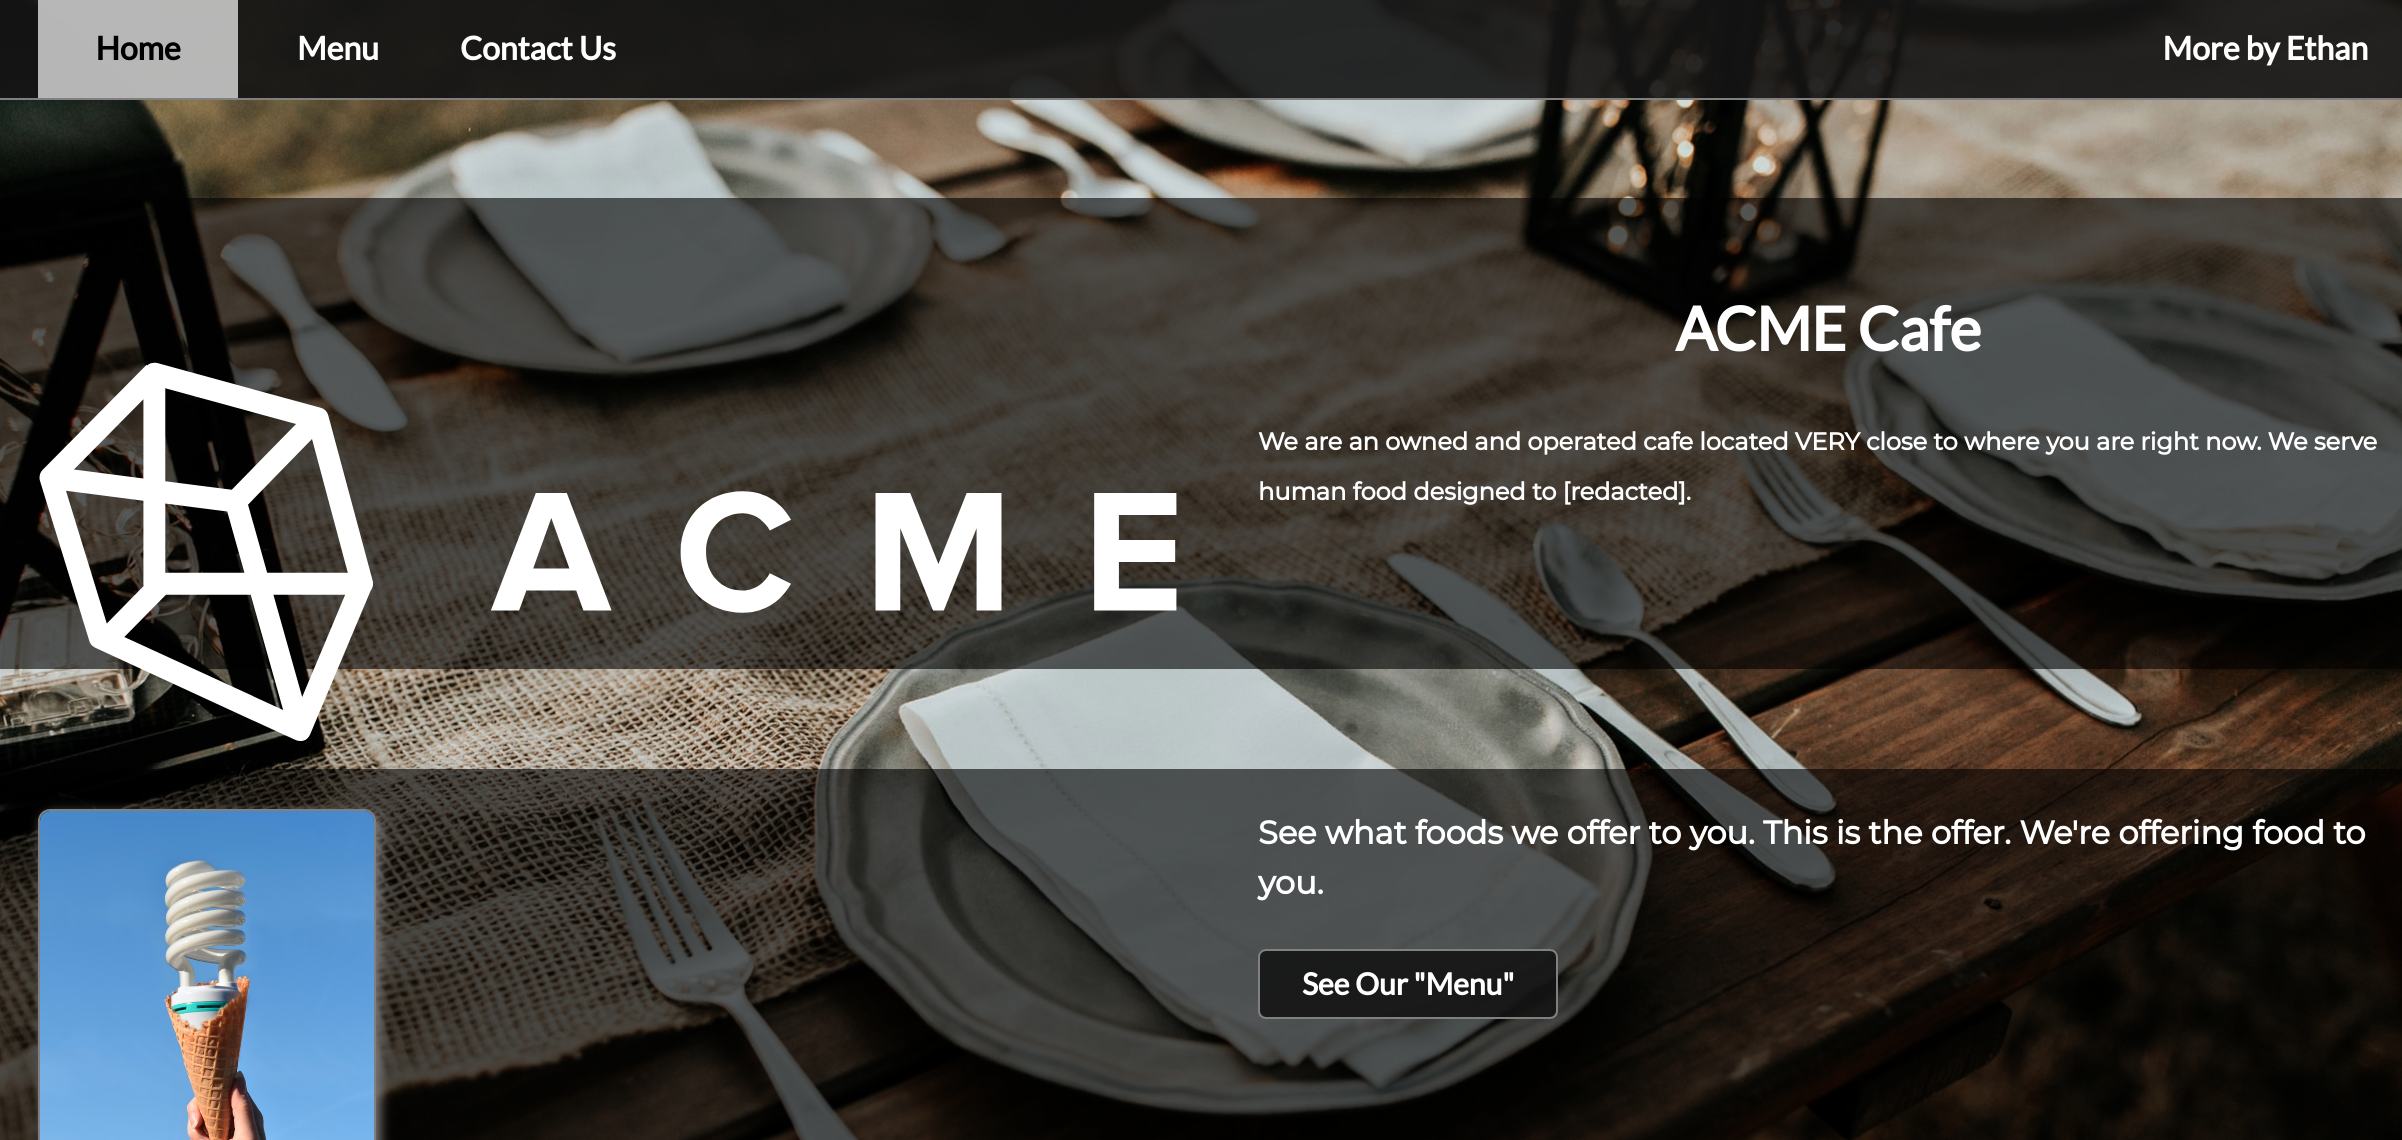 Home
Menu
Contact Us
More by Ethan
ACME
ACME Cafe
We are an owned and operated cafe located VERY close to where you are right now. We serve
human food designed to [redacted].
See what foods we offer to you. This is the offer. We're offering food to
you.
See Our "Menu"